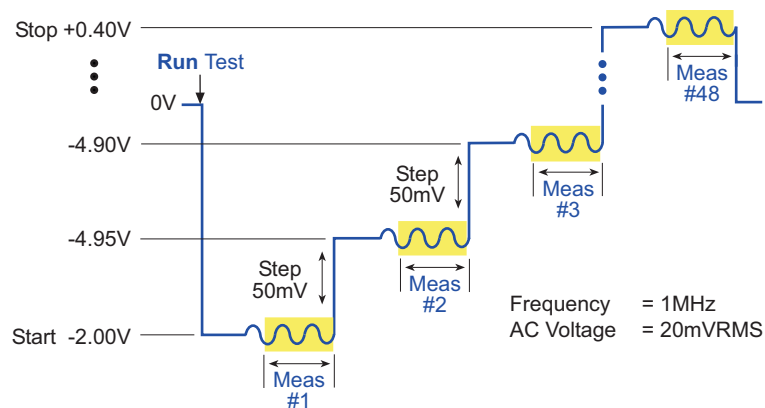 Stop +0.40V
Run Test
0V
Meas
#48
-4.90V
Step
50mV
Meas
#3
-4.95V
Step
50mV
Meas
#2
Frequency = 1MHz
AC Voltage = 20mVRMS
Start -2.00V
Meas
#1